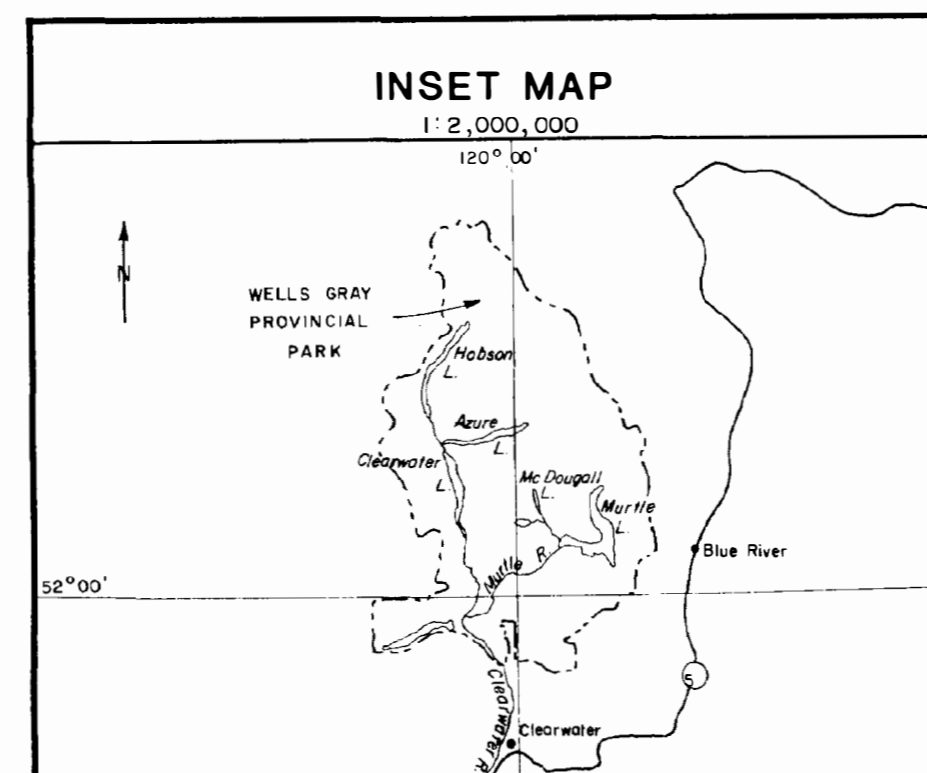 INSET MAP
1:2,000,000
120° 00'
N
WELLS GRAY
PROVINCIAL
PARK
Hobson
L.
Azure
L.
Clearwater
L.
Mc Dougall
L.
Murtle
L.
Blue River
Murtle R.
52°00'
5
Clearwater R.
Clearwater